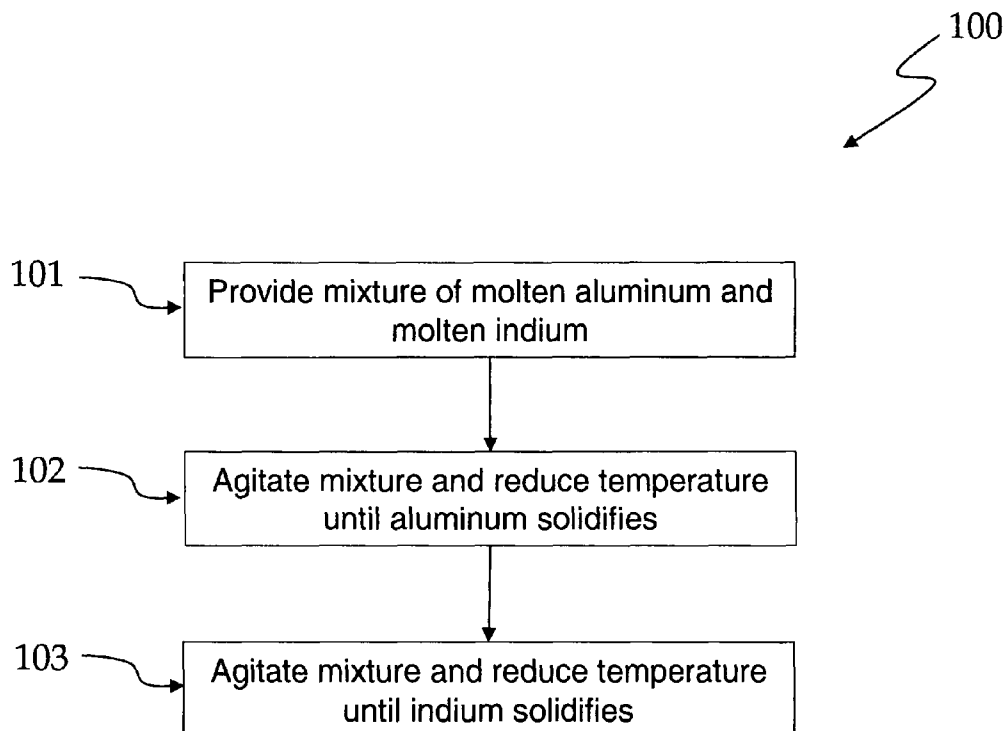 100
101
Provide mixture of molten aluminum and
molten indium
102
Agitate mixture and reduce temperature
until aluminum solidifies
103
Agitate mixture and reduce temperature
until indium solidifies